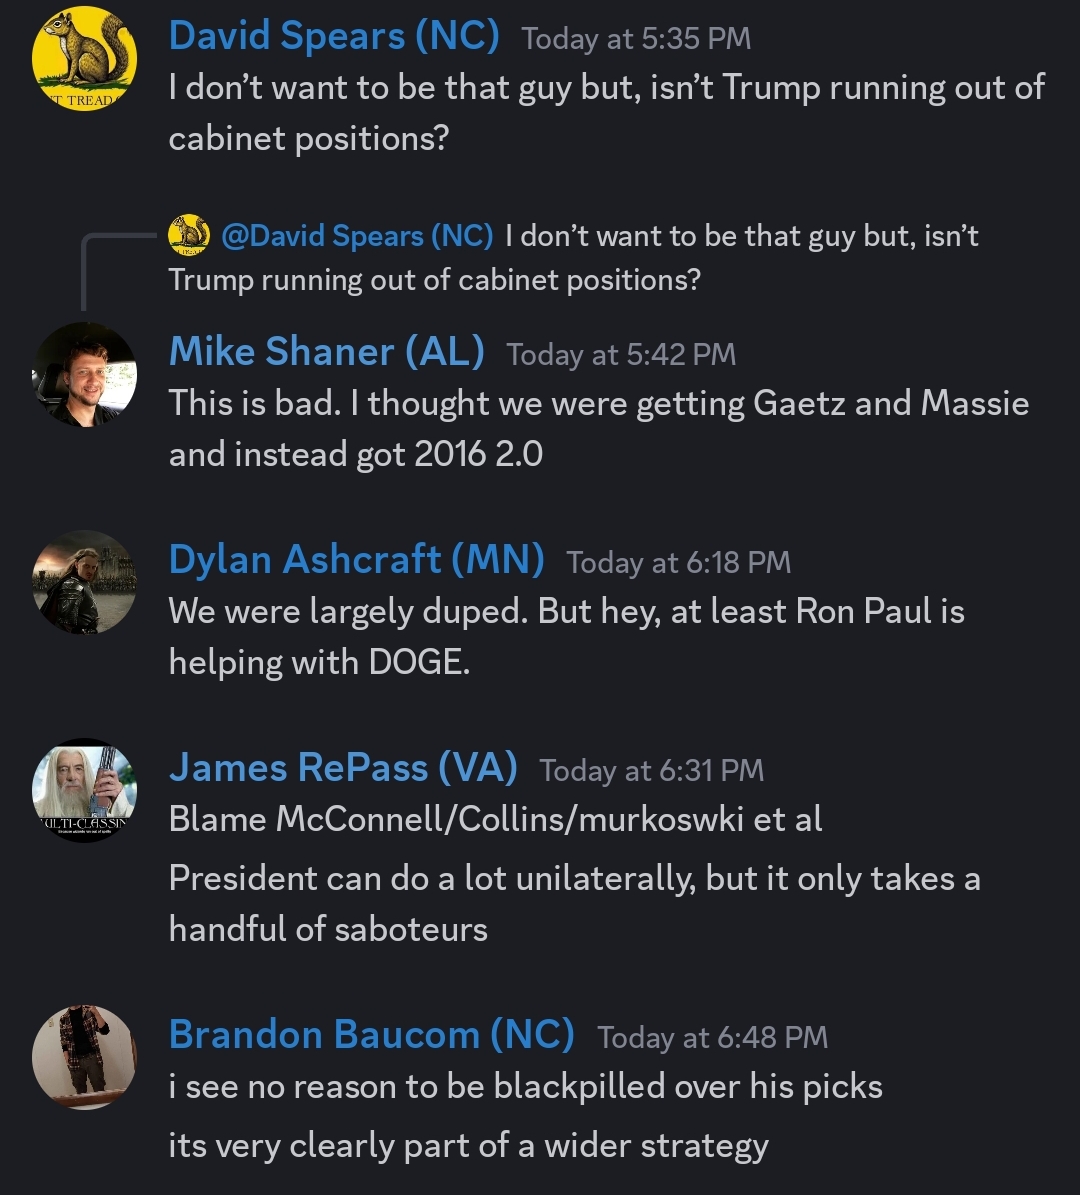 David Spears (NC) Today at 5:35 PM
I don’t want to be that guy but, isn’t Trump running out of
cabinet positions?
T TREAD
@David Spears (NC) I don’t want to be that guy but, isn’t
Trump running out of cabinet positions?
Mike Shaner (AL) Today at 5:42 PM
This is bad. I thought we were getting Gaetz and Massie
and instead got 2016 2.0
Dylan Ashcraft (MN) Today at 6:18 PM
We were largely duped. But hey, at least Ron Paul is
helping with DOGE.
James RePass (VA) Today at 6:31 PM
ULTI-CLASSIN
Blame McConnell/Collins/murkoswki et al
President can do a lot unilaterally, but it only takes a
handful of saboteurs
Brandon Baucom (NC) Today at 6:48 PM
i see no reason to be blackpilled over his picks
its very clearly part of a wider strategy